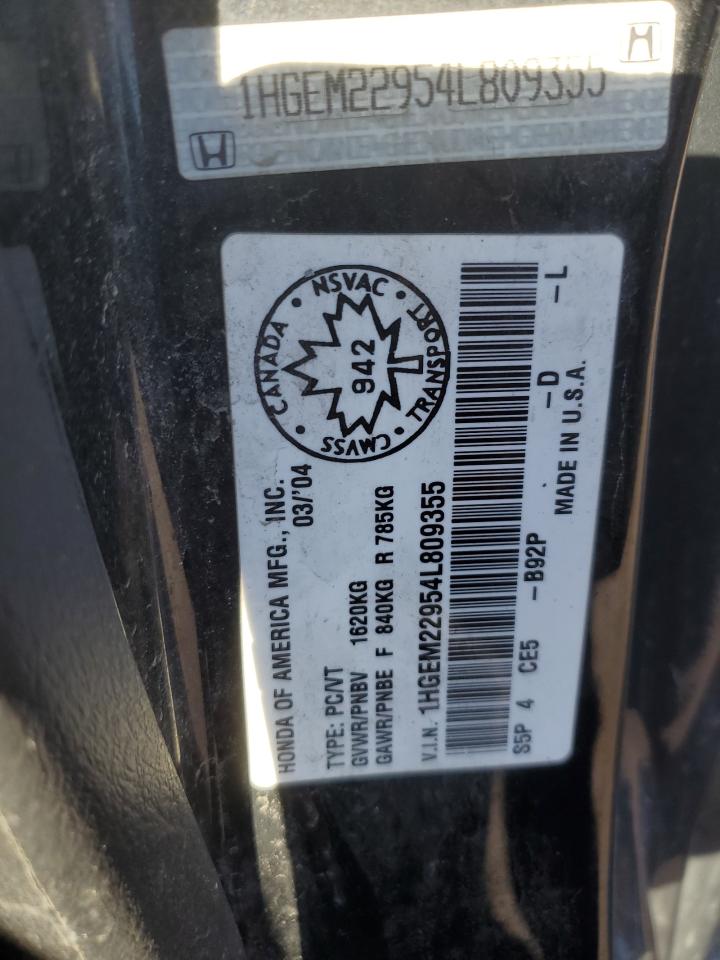 1HGEM22954L809355
HONDA OF AMERICA MFG., INC.
03/'04
CANADA • NSVAC • TRANSPORT • CMVSS •
942
TYPE: PC/VT
GVWR/PNBV 1620KG
GAWR/PNBE F 840KG R 785KG
V.I.N. 1HGEM22954L809355
S5P 4 CE5 -B92P -D -L
MADE IN U.S.A.